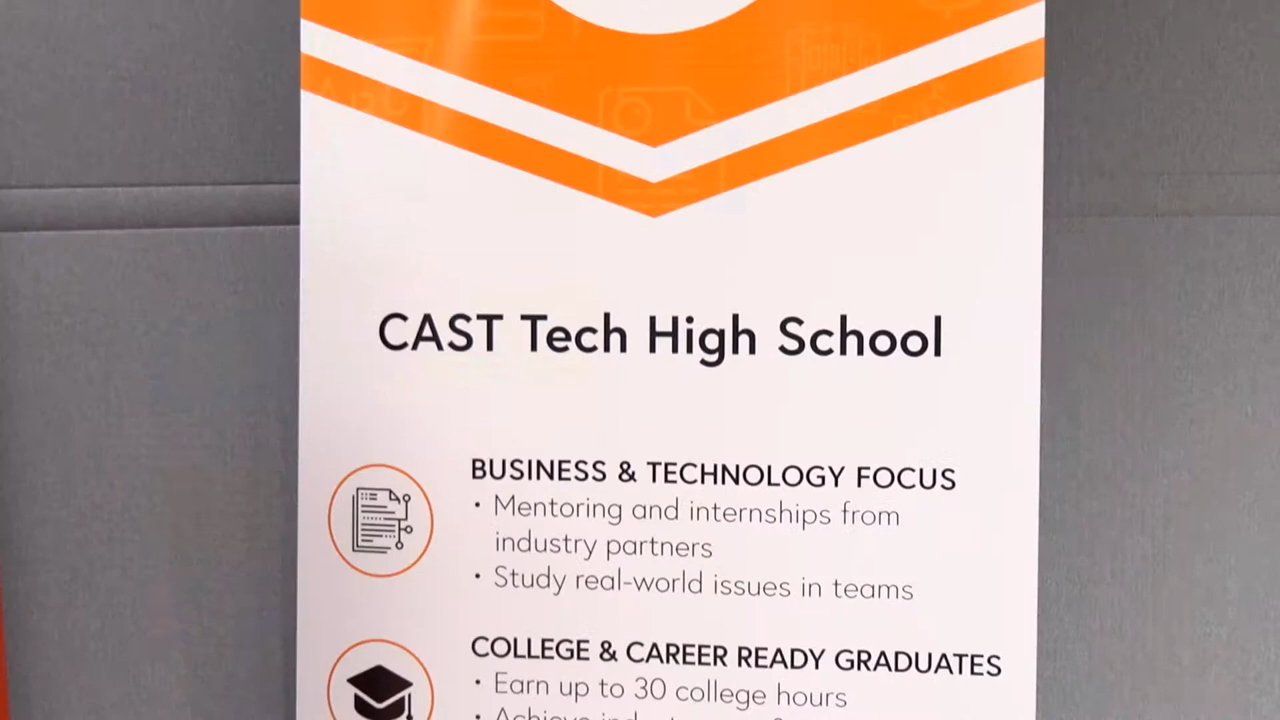 CAST Tech High School
BUSINESS & TECHNOLOGY FOCUS
• Mentoring and internships from
industry partners
• Study real-world issues in teams
COLLEGE & CAREER READY GRADUATES
• Earn up to 30 college hours
• Achieve